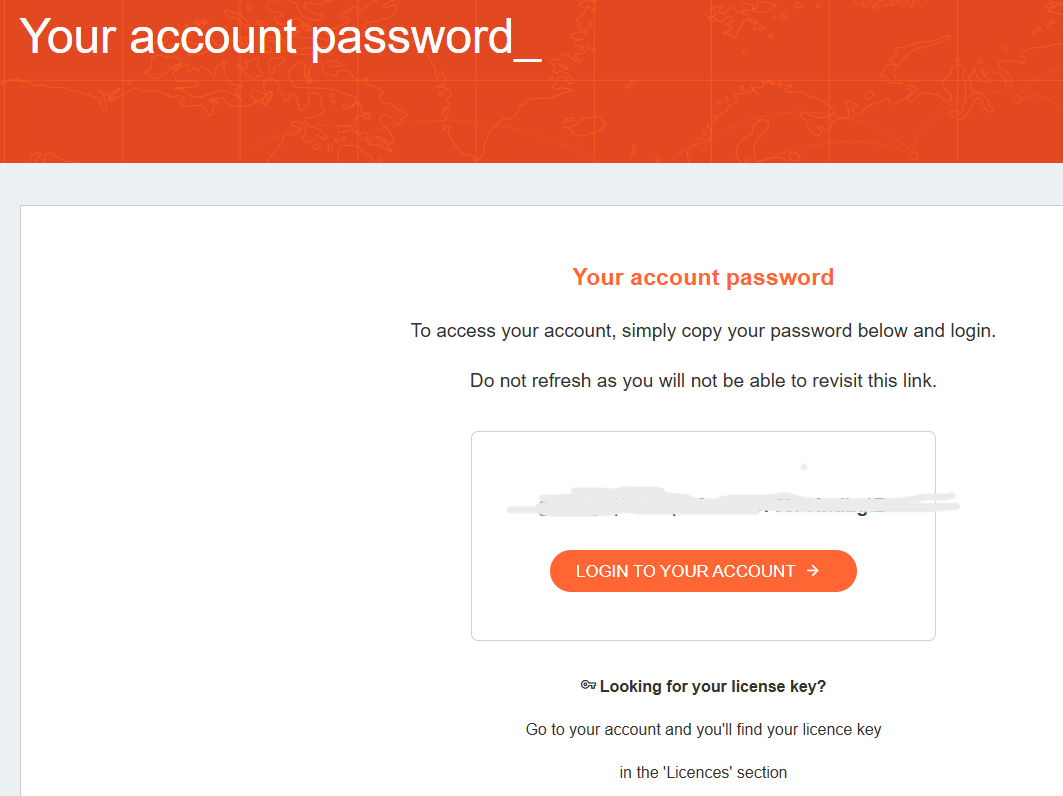 Your account password_
Your account password
To access your account, simply copy your password below and login.
Do not refresh as you will not be able to revisit this link.
LOGIN TO YOUR ACCOUNT →
Looking for your license key?
Go to your account and you'll find your licence key
in the 'Licences' section